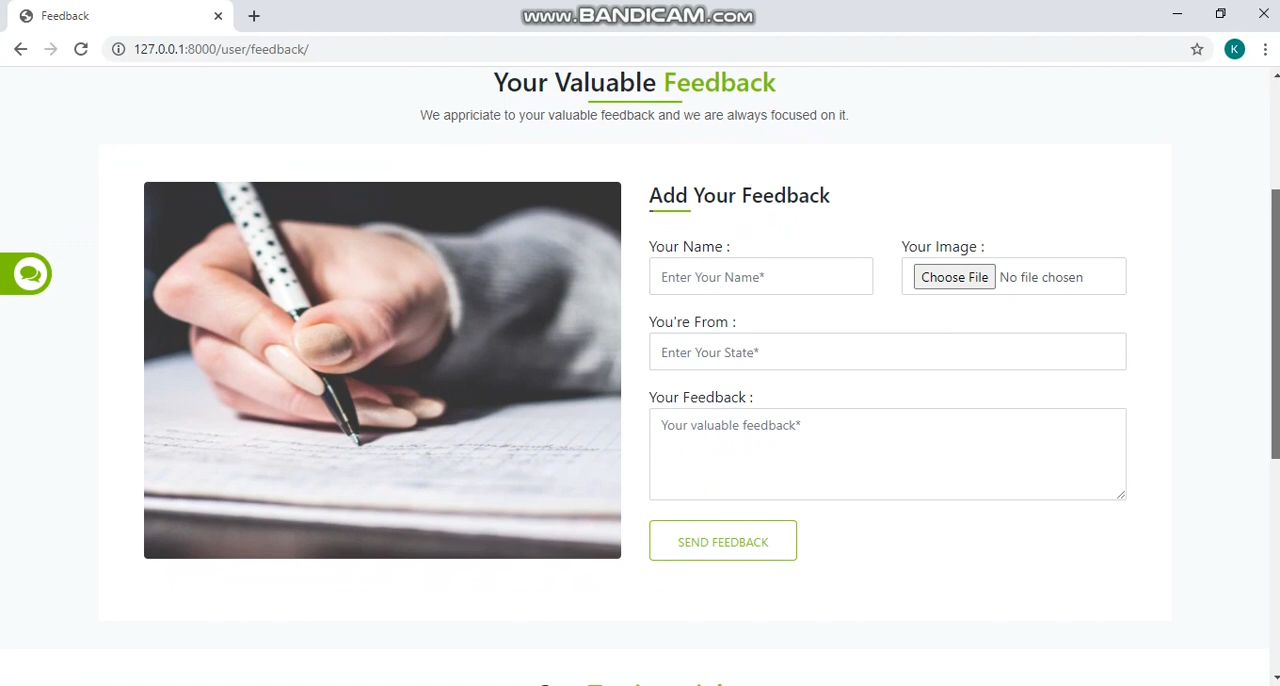 Feedback
www.BANDICAM.com
127.0.0.1:8000/user/feedback/
K
Your Valuable Feedback
We appriciate to your valuable feedback and we are always focused on it.
Add Your Feedback
Your Name :
Your Image :
Enter Your Name*
Choose File No file chosen
You're From :
Enter Your State*
Your Feedback :
Your valuable feedback*
SEND FEEDBACK